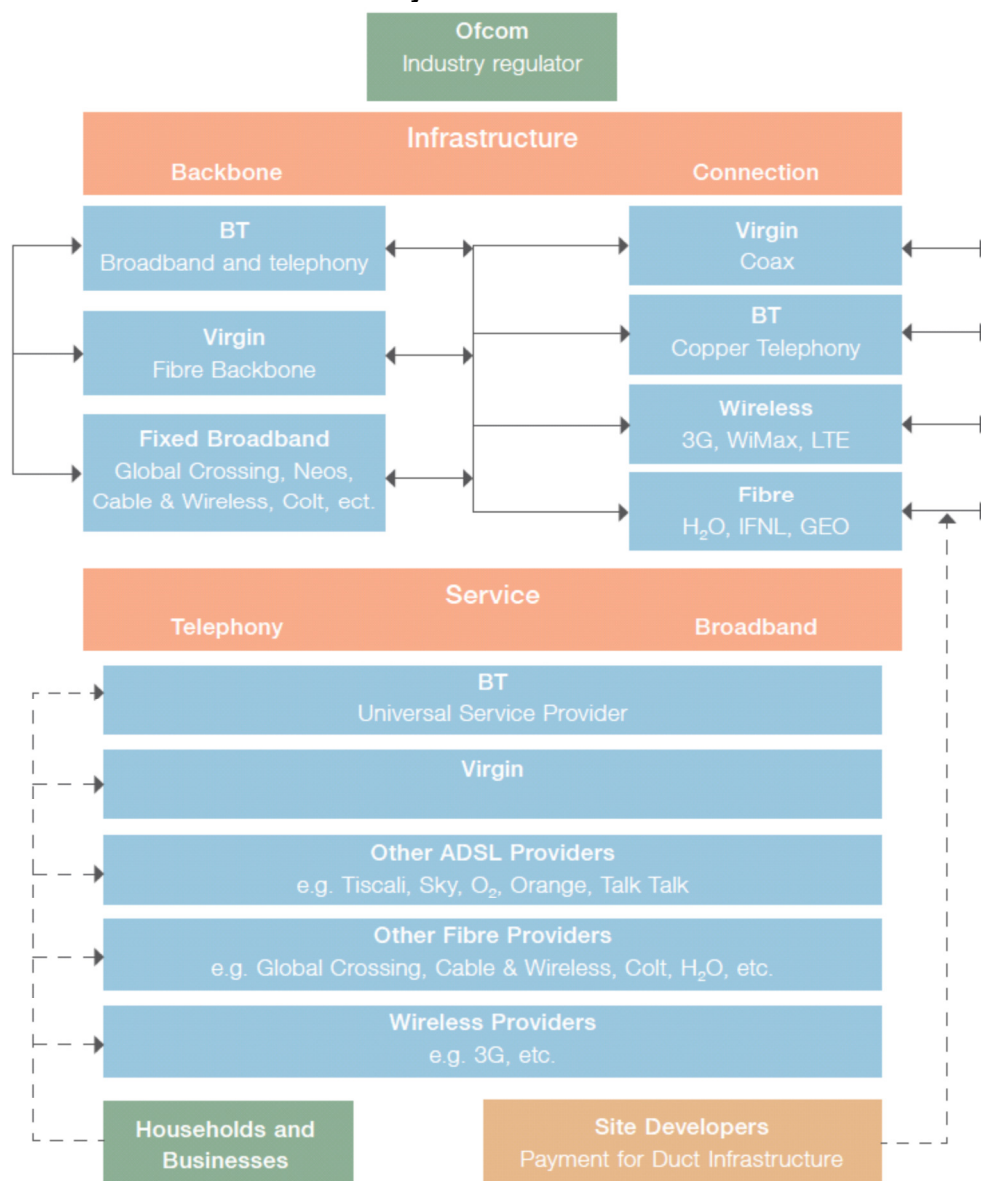 Ofcom
Industry regulator
Infrastructure
Backbone
Connection
BT
Broadband and telephony
Virgin
Fibre Backbone
Fixed Broadband
Global Crossing, Neos,
Cable & Wireless, Colt, ect.
Virgin
Coax
BT
Copper Telephony
Wireless
3G, WiMax, LTE
Fibre
H₂O, IFNL, GEO
Service
Telephony
Broadband
BT
Universal Service Provider
Virgin
Other ADSL Providers
e.g. Tiscali, Sky, O₂, Orange, Talk Talk
Other Fibre Providers
e.g. Global Crossing, Cable & Wireless, Colt, H₂O, etc.
Wireless Providers
e.g. 3G, etc.
Households and
Businesses
Site Developers
Payment for Duct Infrastructure